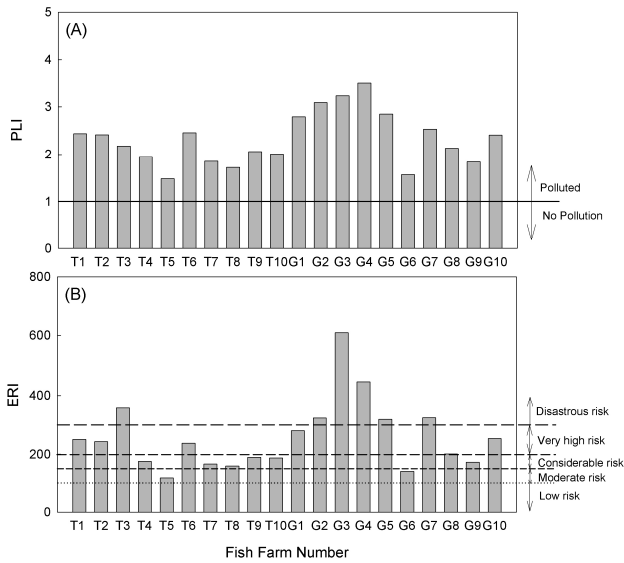 (A)
5
4
3
2
1
0
PLI
Polluted
No Pollution
T1 T2 T3 T4 T5 T6 T7 T8 T9 T10 G1 G2 G3 G4 G5 G6 G7 G8 G9 G10
(B)
800
600
400
200
0
ERI
Disastrous risk
Very high risk
Considerable risk
Moderate risk
Low risk
T1 T2 T3 T4 T5 T6 T7 T8 T9 T10 G1 G2 G3 G4 G5 G6 G7 G8 G9 G10
Fish Farm Number